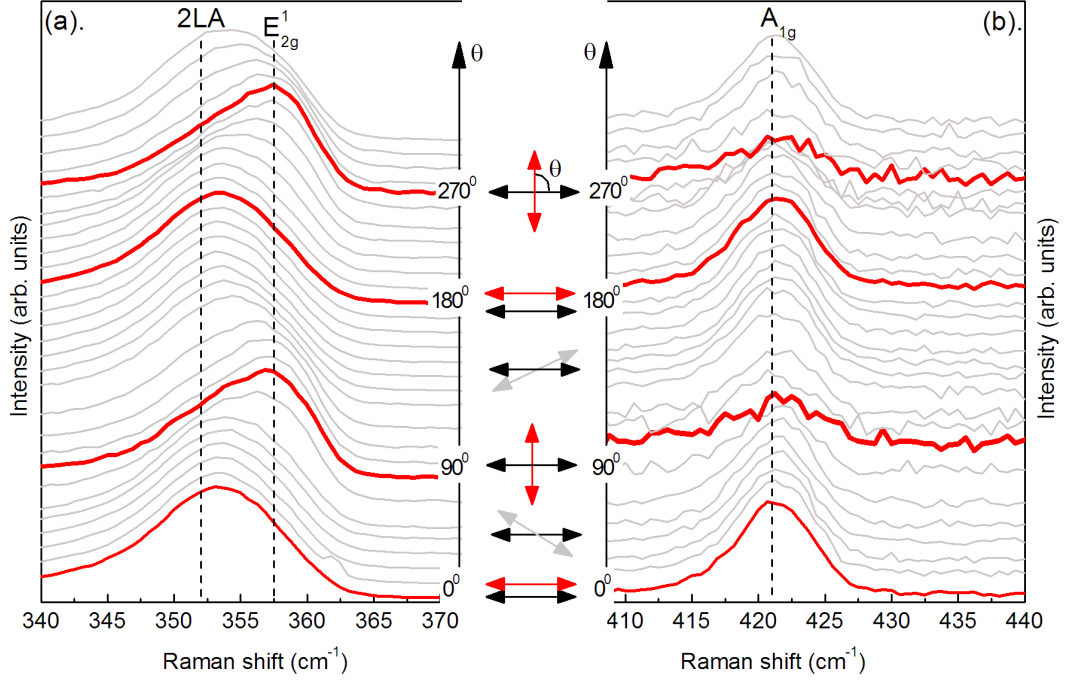 (a).
2LA
E¹₂g
θ
Intensity (arb. units)
270⁰
180⁰
90⁰
0⁰
340 345 350 355 360 365 370
Raman shift (cm⁻¹)
θ
(b).
A₁g
θ
270⁰
180⁰
90⁰
0⁰
Intensity (arb. units)
410 415 420 425 430 435 440
Raman shift (cm⁻¹)